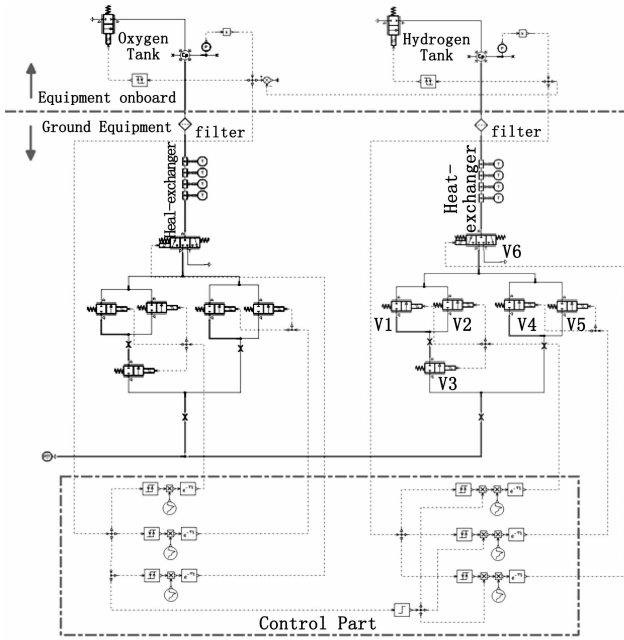 Oxygen
Tank
Hydrogen
Tank
Equipment onboard
Ground Equipment
filter
filter
Heal-exchanger
Heat-
exchanger
V6
V1
V2
V4
V5
V3
Control Part